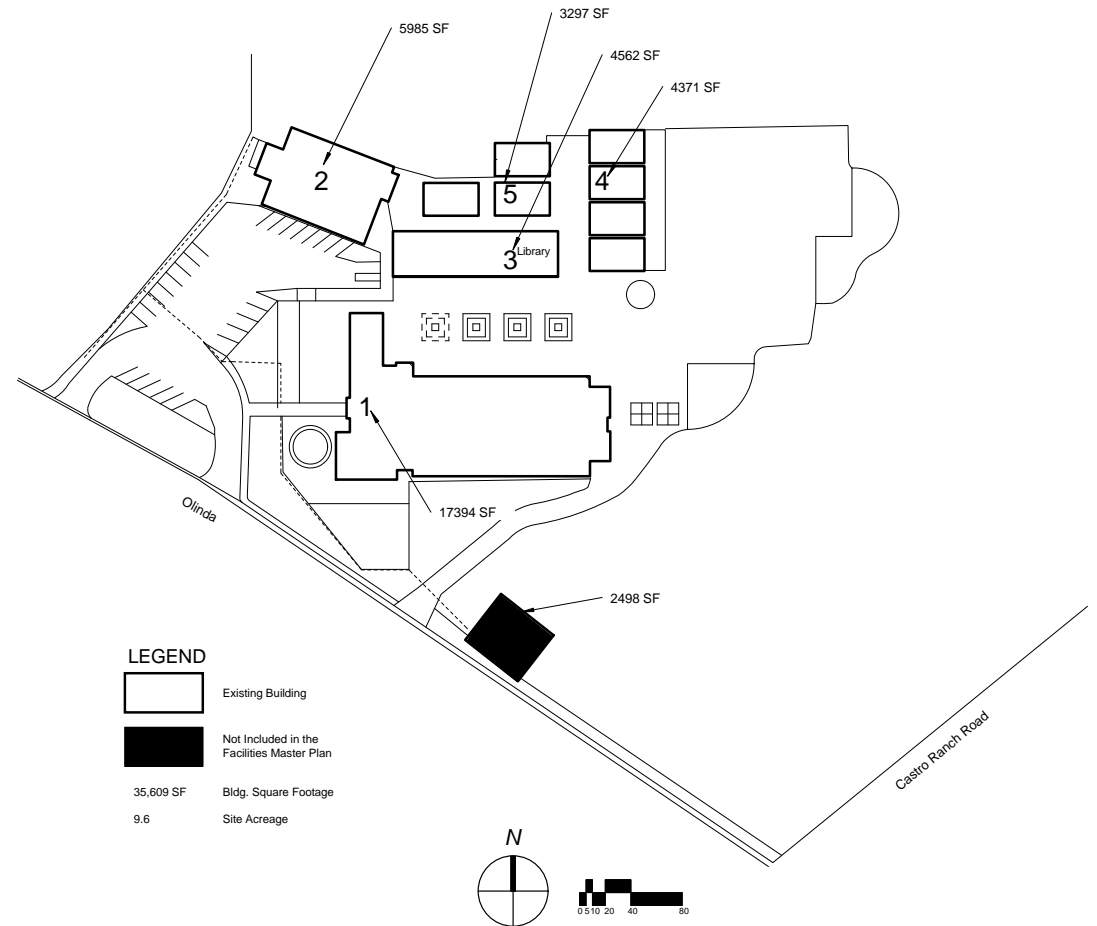 3297 SF
5985 SF
4562 SF
4371 SF
2
5
4
3
Library
1
17394 SF
Olinda
2498 SF
LEGEND
Existing Building
Not Included in the
Facilities Master Plan
35,609 SF Bldg. Square Footage
9.6 Site Acreage
Castro Ranch Road
N
0 5 10 20 40 80